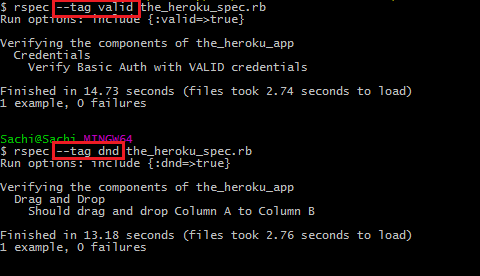 $ rspec --tag valid the_heroku_spec.rb
Run options: include {:valid=>true}
Verifying the components of the_heroku_app
Credentials
Verify Basic Auth with VALID credentials
Finished in 14.73 seconds (files took 2.74 seconds to load)
1 example, 0 failures
Sachi@Sachi MINGW64
$ rspec --tag dnd the_heroku_spec.rb
Run options: include {:dnd=>true}
Verifying the components of the_heroku_app
Drag and Drop
Should drag and drop Column A to Column B
Finished in 13.18 seconds (files took 2.76 seconds to load)
1 example, 0 failures